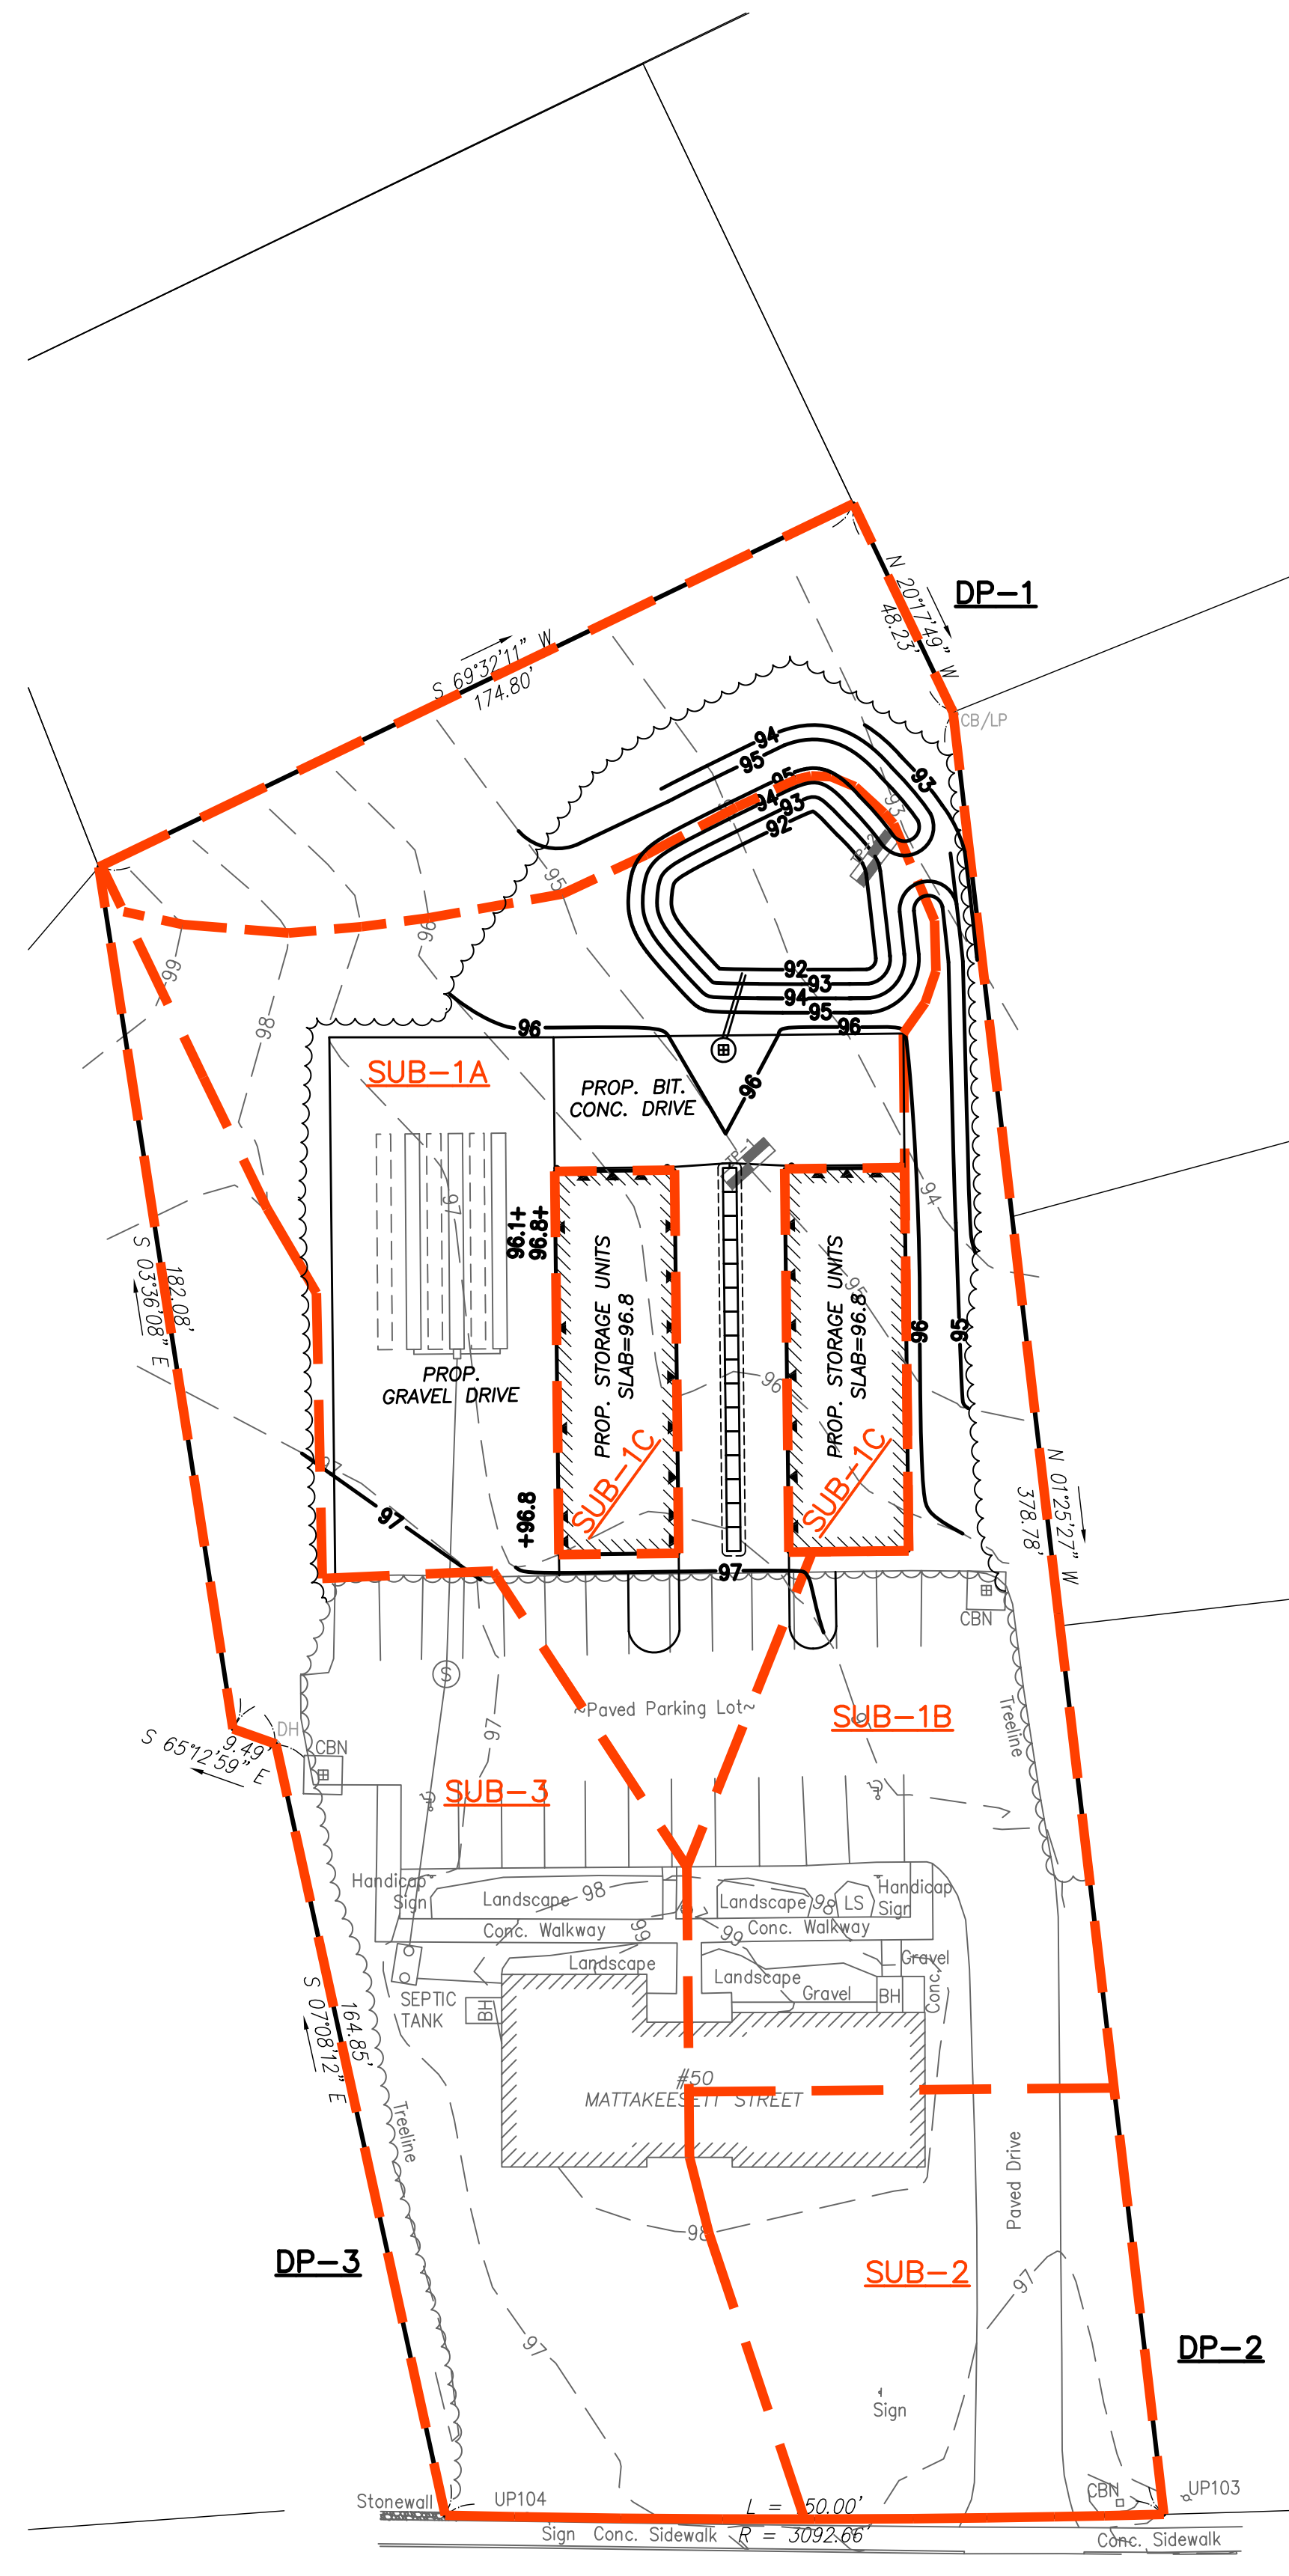 N 20°17'49" W
48.23'
DP-1
S 69°32'11" W
174.80'
CB/LP
94
95
95
93
94
93
92
93
95
96
99
98
92
93
94
95
96
96
96
SUB-1A
PROP. BIT.
CONC. DRIVE
TP-1
94
97
96.1+
96.8+
S 03°36'08" E
182.08'
PROP. STORAGE UNITS
SLAB=96.8
PROP. STORAGE UNITS
SLAB=96.8
95
96
95
96
PROP.
GRAVEL DRIVE
SUB-1C
SUB-1C
97
97
+96.8
97
N 01°25'27" W
378.78'
CBN
S
~Paved Parking Lot~
SUB-1B
Treeline
97
DH
S 65°12'59" E
9.49'
CBN
SUB-3
Handicap
Sign
Landscape
98
Landscape
98
LS
Handicap
Sign
Conc. Walkway
99
99
Conc. Walkway
Landscape
Landscape
Gravel
Gravel
BH
Conc.
SEPTIC
TANK
BH
S 07°08'12" E
164.85'
#50
MATTAKEESETT STREET
Treeline
Paved Drive
98
DP-3
SUB-2
97
97
DP-2
Sign
Stonewall
UP104
CBN
UP103
L = 50.00'
R = 3092.66'
Sign
Conc. Sidewalk
Conc. Sidewalk